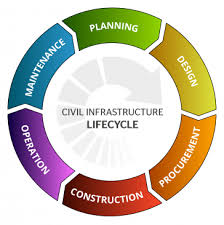 PLANNING
DESIGN
PROCUREMENT
CONSTRUCTION
OPERATION
MAINTENANCE
CIVIL INFRASTRUCTURE
LIFECYCLE